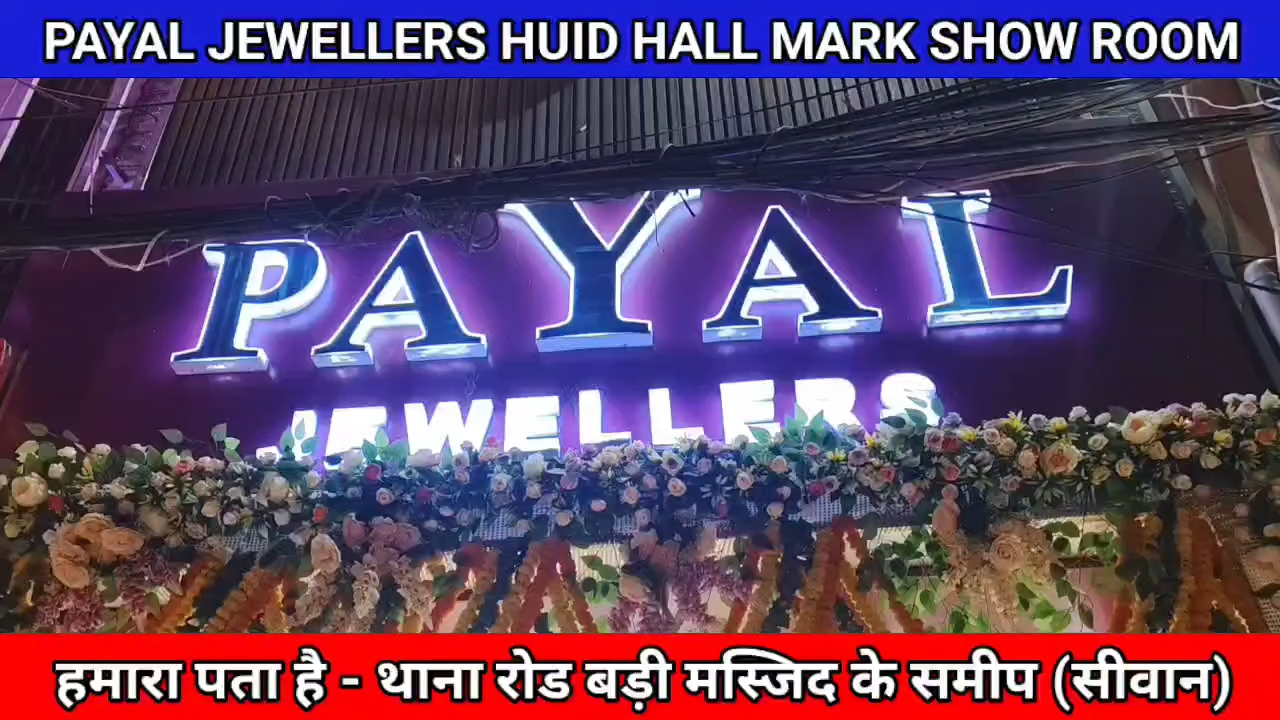 PAYAL JEWELLERS HUID HALL MARK SHOW ROOM
PAYAL
JEWELLERS
हमारा पता है - थाना रोड बड़ी मस्जिद के समीप (सीवान)